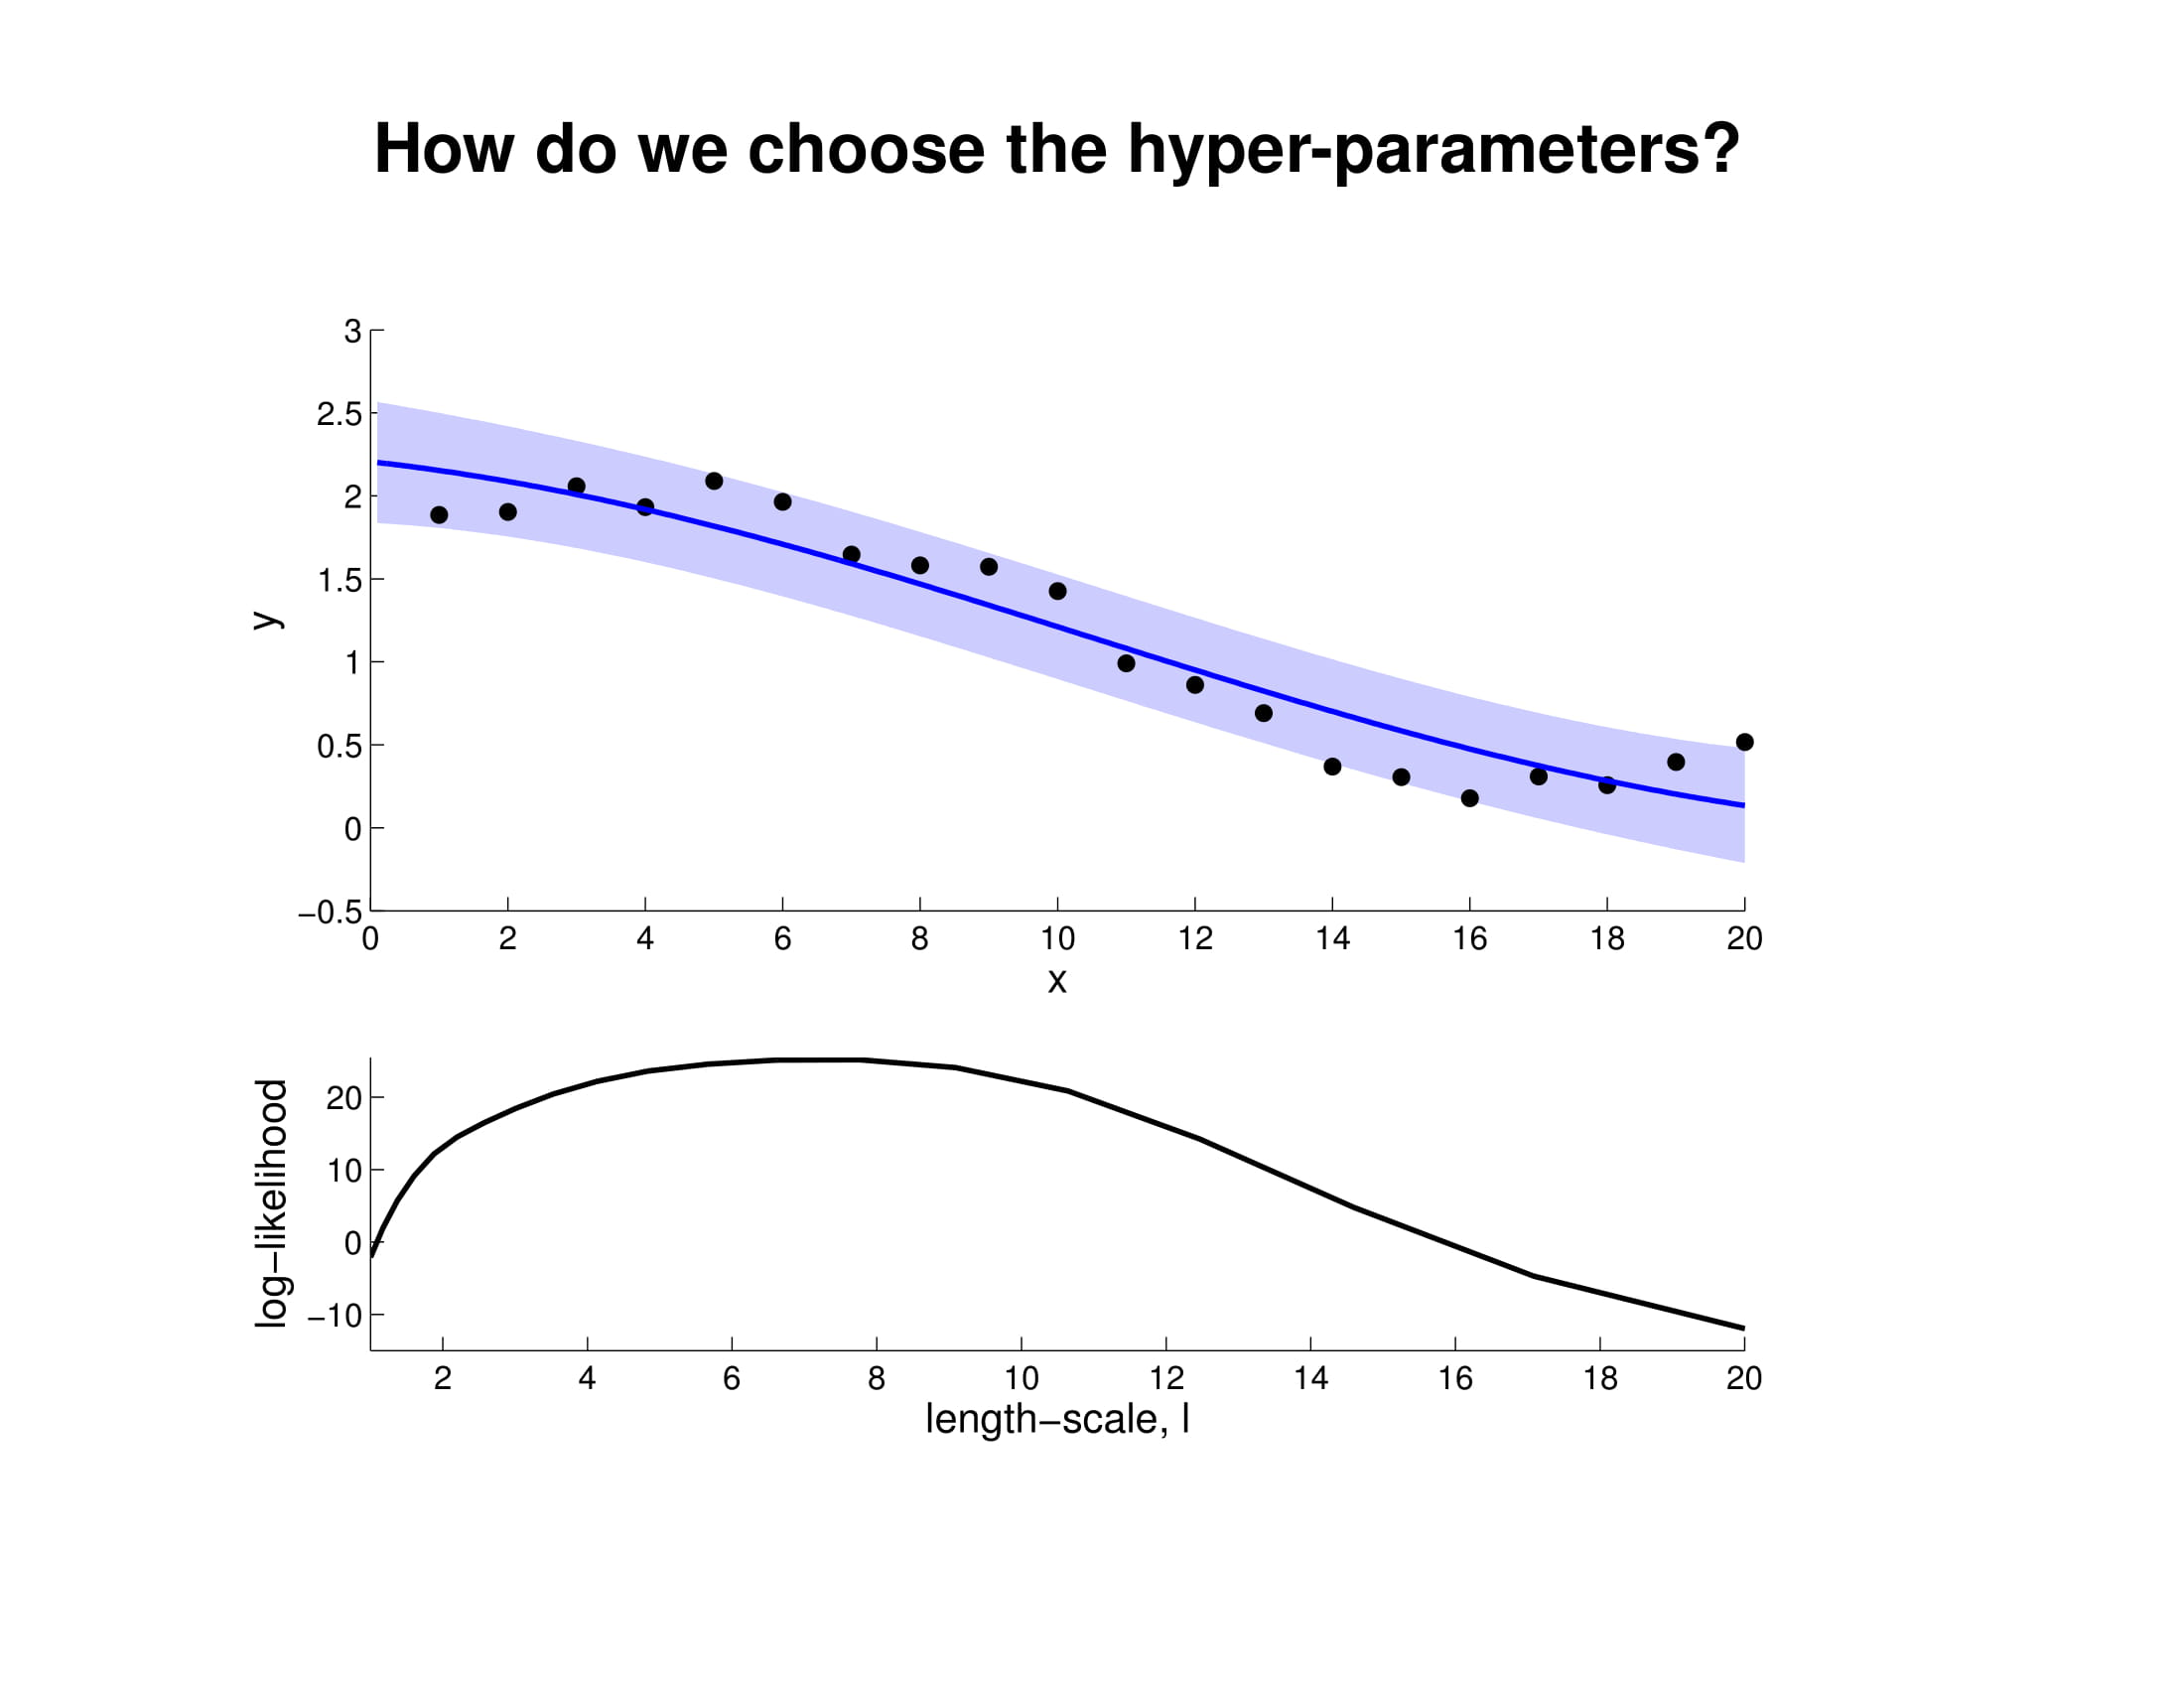 How do we choose the hyper-parameters?
3
2.5
2
1.5
1
0.5
0
−0.5
y
0 2 4 6 8 10 12 14 16 18 20
x
20
10
0
−10
log−likelihood
2 4 6 8 10 12 14 16 18 20
length−scale, l